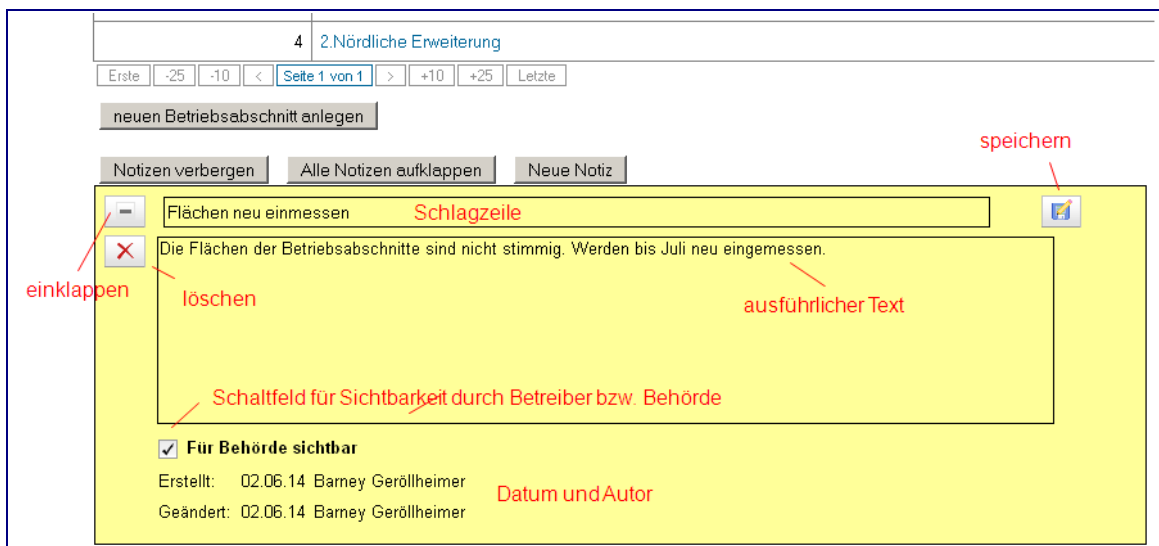 4 2.Nördliche Erweiterung
Erste -25 -10 < Seite 1 von 1 > +10 +25 Letzte
neuen Betriebsabschnitt anlegen
speichern
Notizen verbergen Alle Notizen aufklappen Neue Notiz
Flächen neu einmessen Schlagzeile
Die Flächen der Betriebsabschnitte sind nicht stimmig. Werden bis Juli neu eingemessen.
einklappen
löschen
ausführlicher Text
Schaltfeld für Sichtbarkeit durch Betreiber bzw. Behörde
Für Behörde sichtbar
Erstellt: 02.06.14 Barney Geröllheimer
Datum und Autor
Geändert: 02.06.14 Barney Geröllheimer